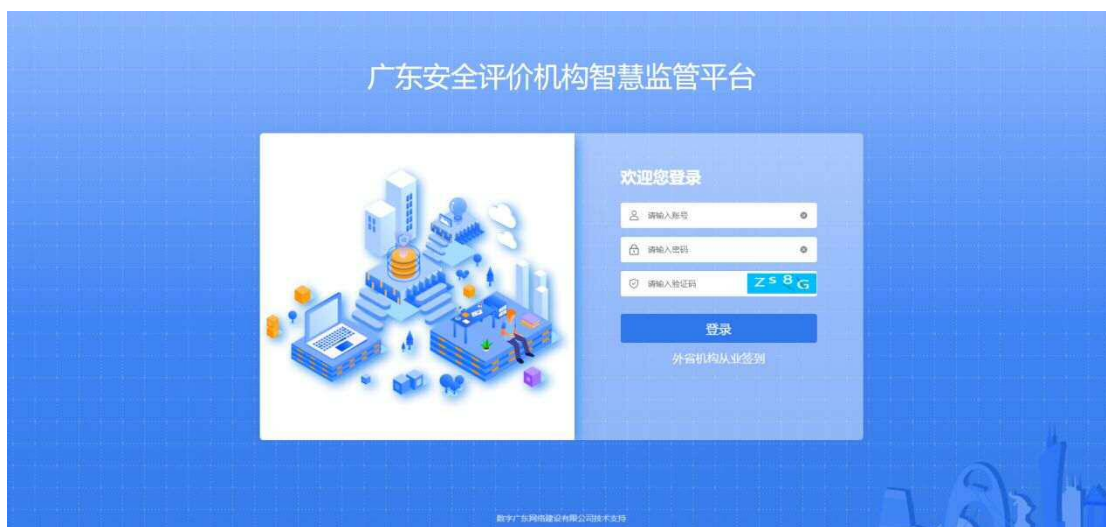 广东安全评价机构智慧监管平台
欢迎您登录
请输入账号
请输入密码
请输入验证码 Zs8G
登录
外省机构从业签到
数字广东网络建设有限公司技术支持